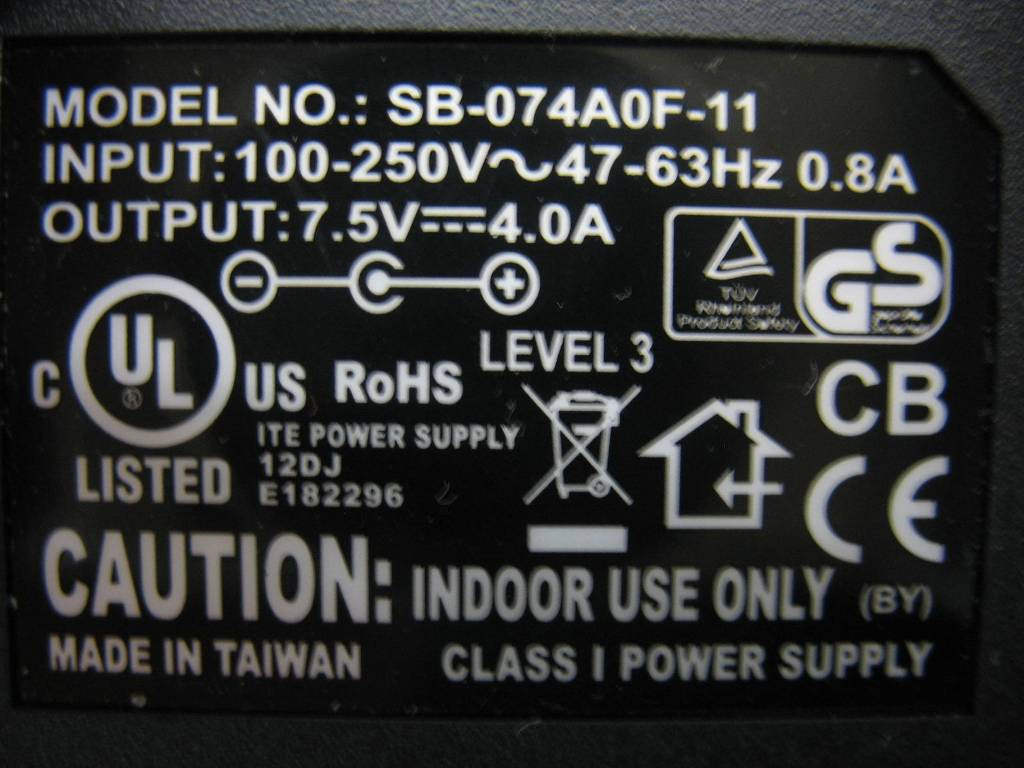 MODEL NO.: SB-074A0F-11
INPUT: 100-250V~47-63Hz 0.8A
OUTPUT: 7.5V⎓4.0A
TÜV
Rheinland
Product Safety
GS
C UL® US
LISTED
RoHS
LEVEL 3
ITE POWER SUPPLY
12DJ
E182296
CB
CE
CAUTION: INDOOR USE ONLY (BY)
MADE IN TAIWAN CLASS I POWER SUPPLY